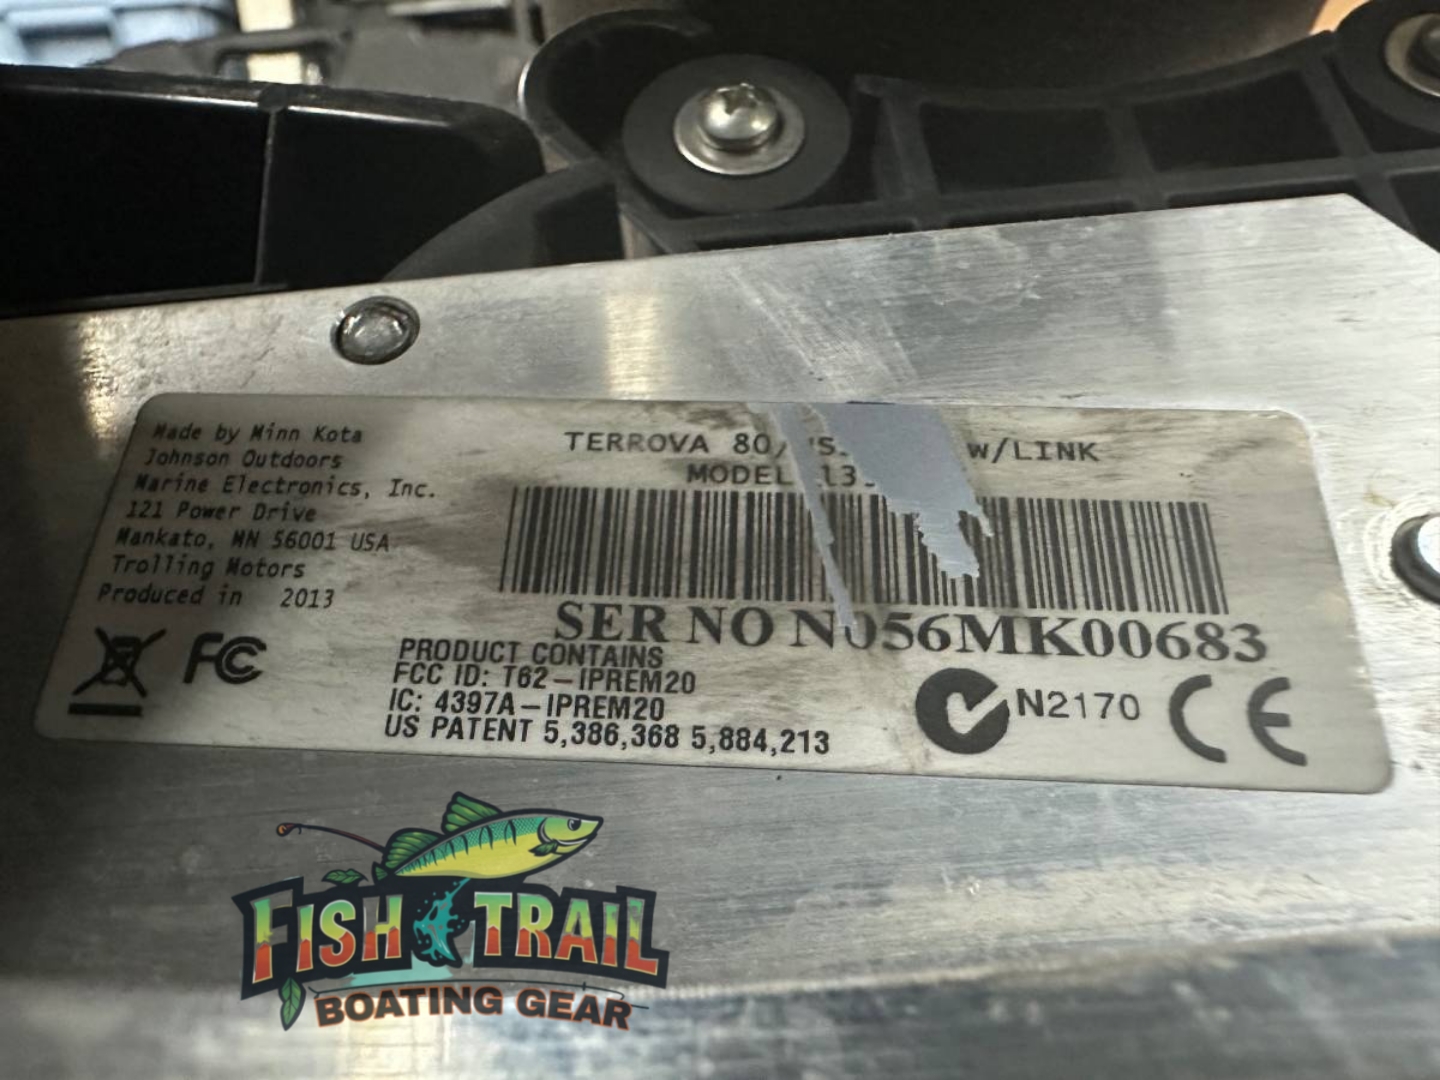 Made by Minn Kota
Johnson Outdoors
Marine Electronics, Inc.
121 Power Drive
Mankato, MN 56001 USA
Trolling Motors
Produced in 2013
TERROVA 80/ w/LINK
MODEL
SER NO N056MK00683
FC
PRODUCT CONTAINS
FCC ID: T62-IPREM20
IC: 4397A-IPREM20
US PATENT 5,386,368 5,884,213
N2170
CE
FISH TRAIL
BOATING GEAR